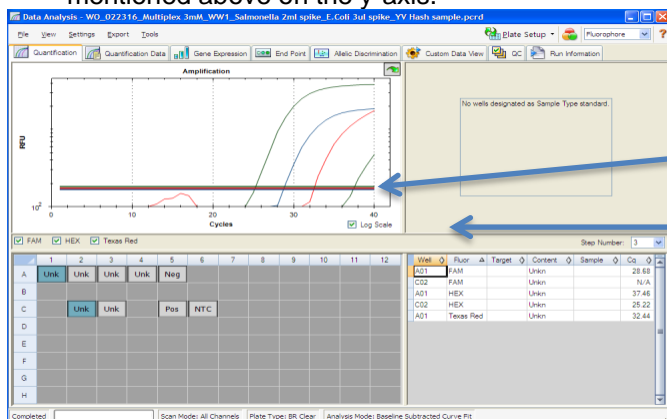 mentioned above on the y-axis.
Data Analysis - WO_022316_Multiplex 3mM_WW1_Salmonella 2ml spike_E.Coli 3ul spike_YV Hash sample.pcrd
File View Settings Export Tools Plate Setup Fluorophore ?
Quantification Quantification Data Gene Expression End Point Allelic Discrimination Custom Data View QC Run Information
Amplification
No wells designated as Sample Type standard.
RFU
10²
0 10 20 30 40
Cycles
Log Scale
FAM HEX Texas Red Step Number: 3
1 2 3 4 5 6 7 8 9 10 11 12
A Unk Unk Unk Unk Neg
B
C Unk Unk Pos NTC
D
E
F
G
H
Well Fluor Target Content Sample Cq
A01 FAM Unkn 28.68
C02 FAM Unkn N/A
A01 HEX Unkn 37.46
C02 HEX Unkn 25.22
A01 Texas Red Unkn 32.44
Completed Scan Mode: All Channels Plate Type: BR Clear Analysis Mode: Baseline Subtracted Curve Fit